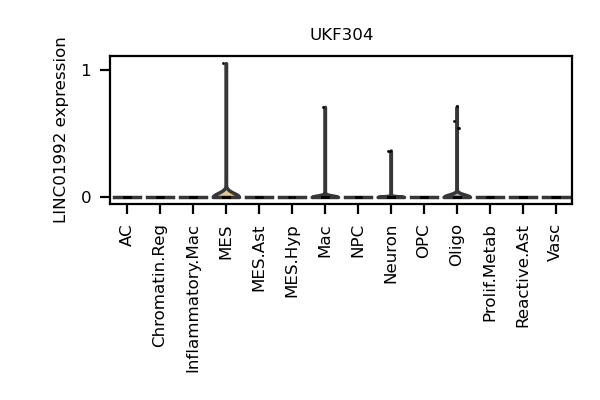 UKF304
LINC01992 expression
1
0
AC
Chromatin.Reg
Inflammatory.Mac
MES
MES.Ast
MES.Hyp
Mac
NPC
Neuron
OPC
Oligo
Prolif.Metab
Reactive.Ast
Vasc